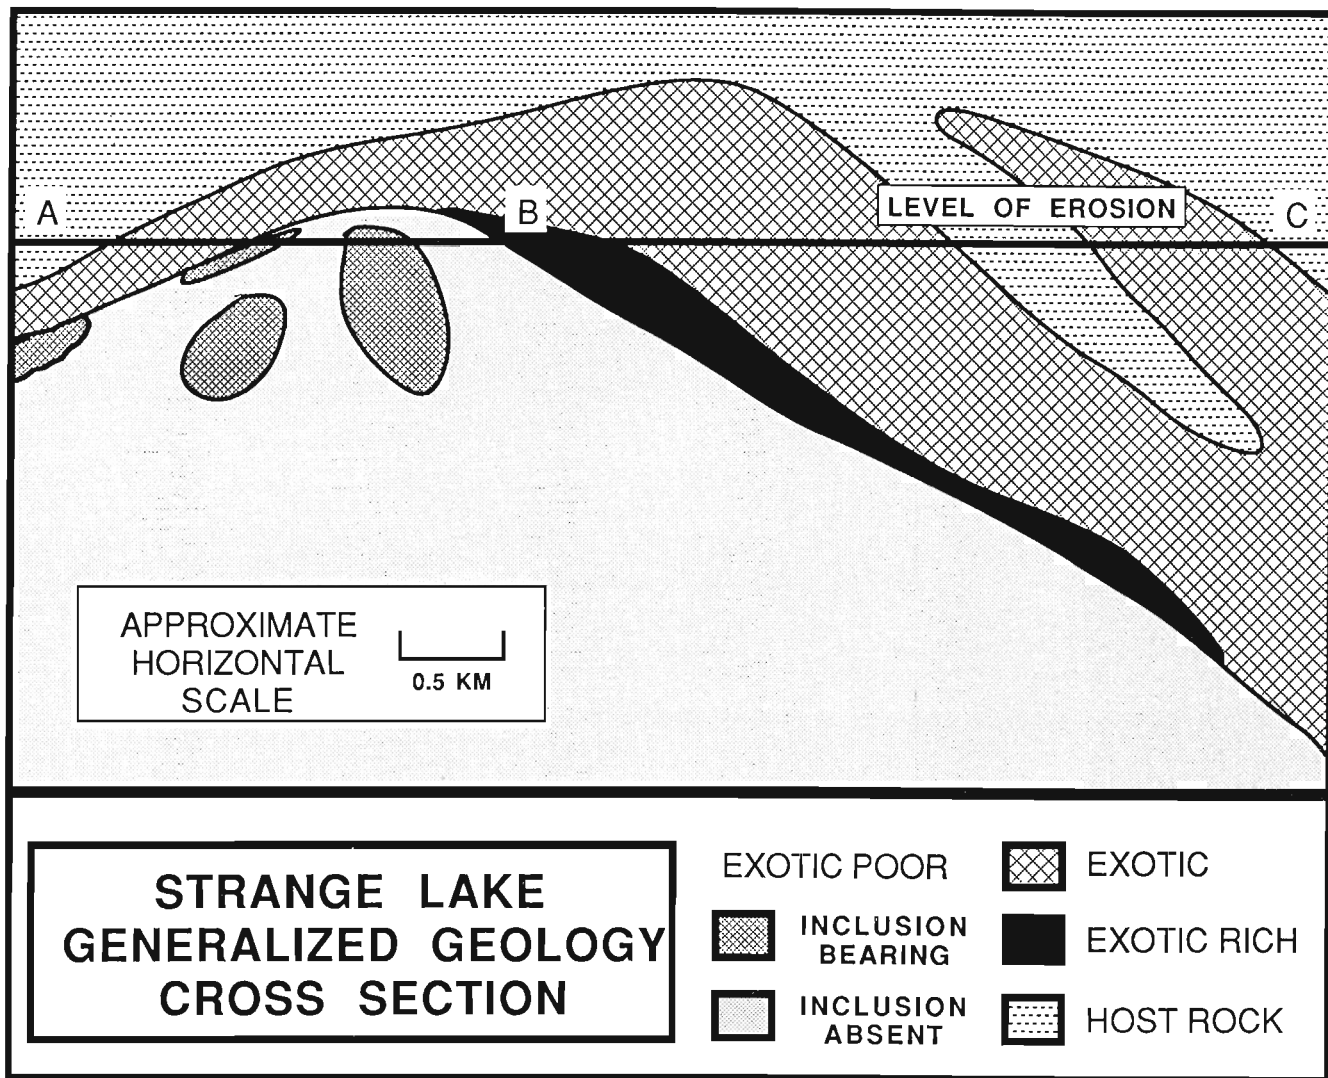 A
B
LEVEL OF EROSION
C
APPROXIMATE
HORIZONTAL
SCALE
0.5 KM
STRANGE LAKE
GENERALIZED GEOLOGY
CROSS SECTION
EXOTIC POOR
INCLUSION
BEARING
INCLUSION
ABSENT
EXOTIC
EXOTIC RICH
HOST ROCK